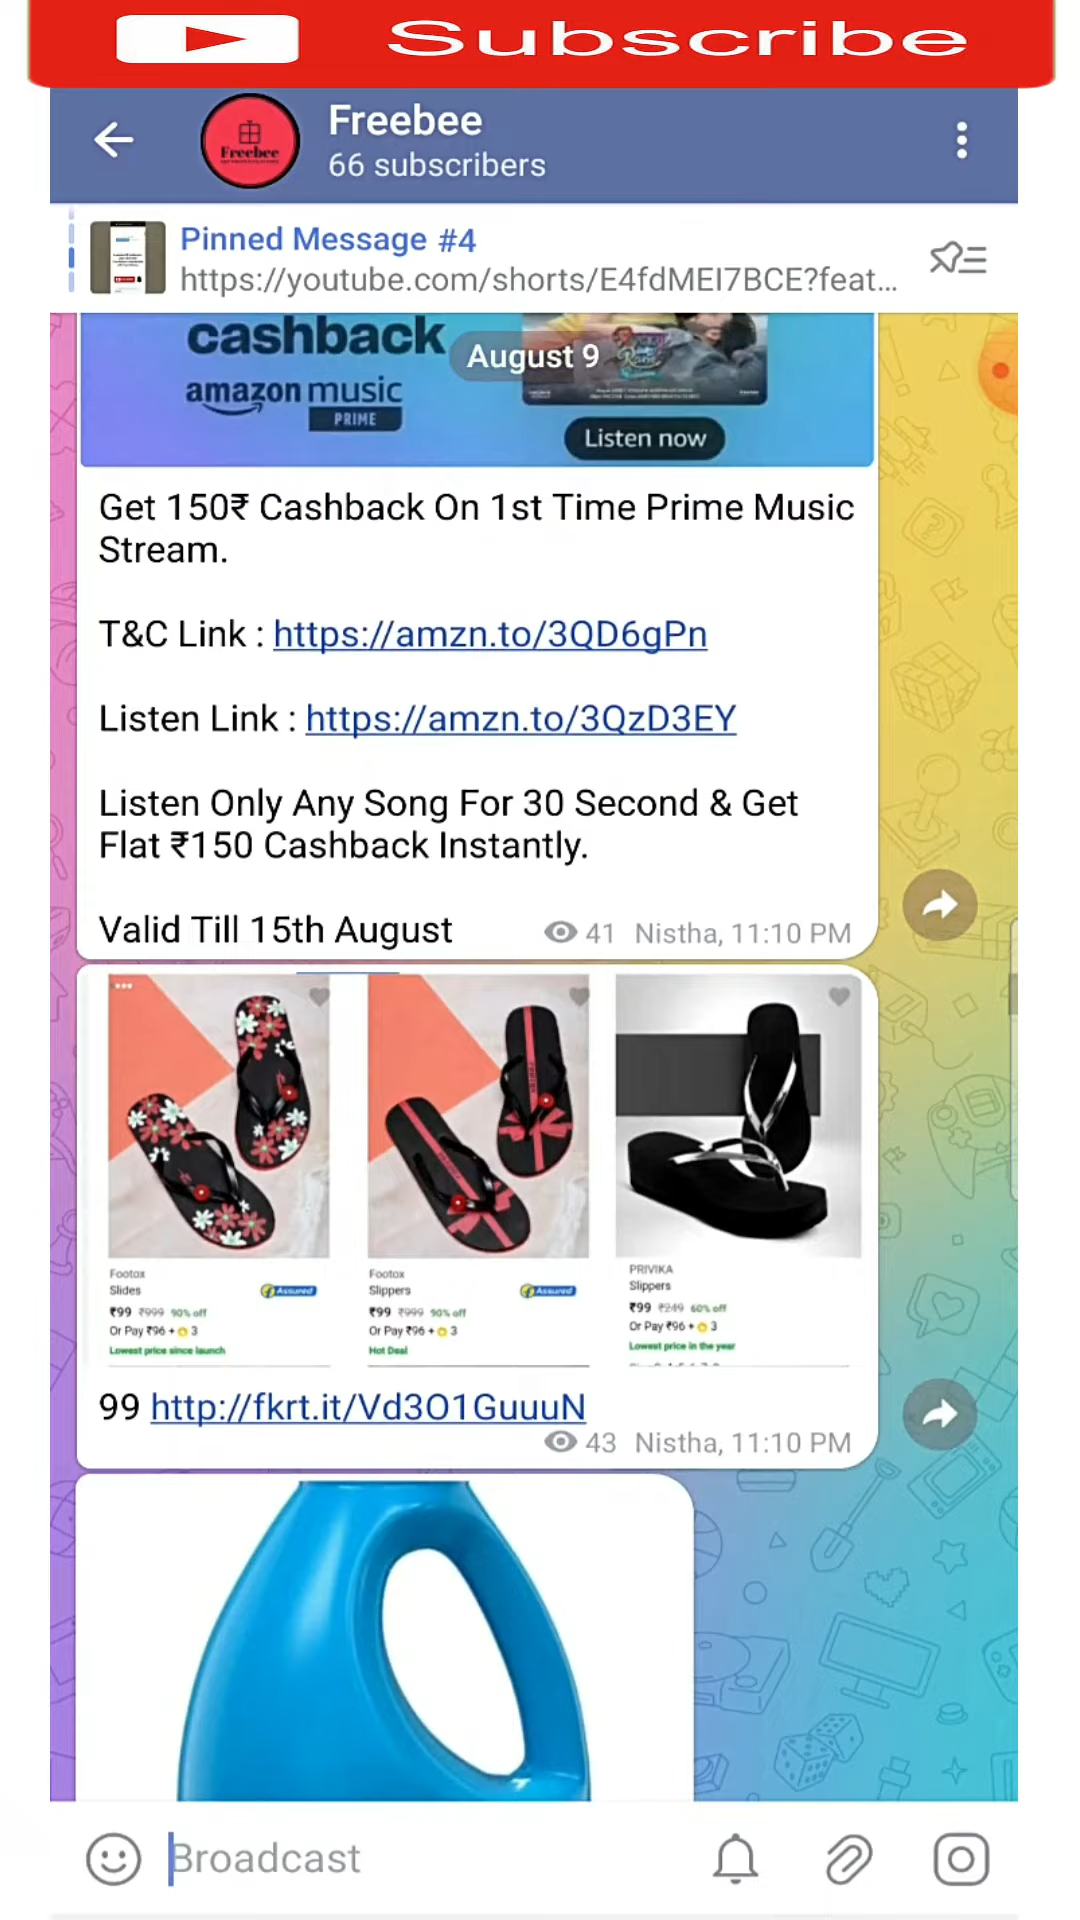 Subscribe
Freebee
Freebee
66 subscribers
Pinned Message #4
https://youtube.com/shorts/E4fdMEI7BCE?feat...
cashback
August 9
amazon music
PRIME
Listen now
Get 150₹ Cashback On 1st Time Prime Music
Stream.
T&C Link : https://amzn.to/3QD6gPn
Listen Link : https://amzn.to/3QzD3EY
Listen Only Any Song For 30 Second & Get
Flat ₹150 Cashback Instantly.
Valid Till 15th August
41 Nistha, 11:10 PM
Footox
Slides
Assured
₹99 ₹999 90% off
Or Pay ₹96 + 3
Lowest price since launch
Footox
Slippers
Assured
₹99 ₹999 90% off
Or Pay ₹96 + 3
Hot Deal
PRIVIKA
Slippers
₹99 ₹249 60% off
Or Pay ₹96 + 3
Lowest price in the year
99 http://fkrt.it/Vd3O1GuuuN
43 Nistha, 11:10 PM
Broadcast